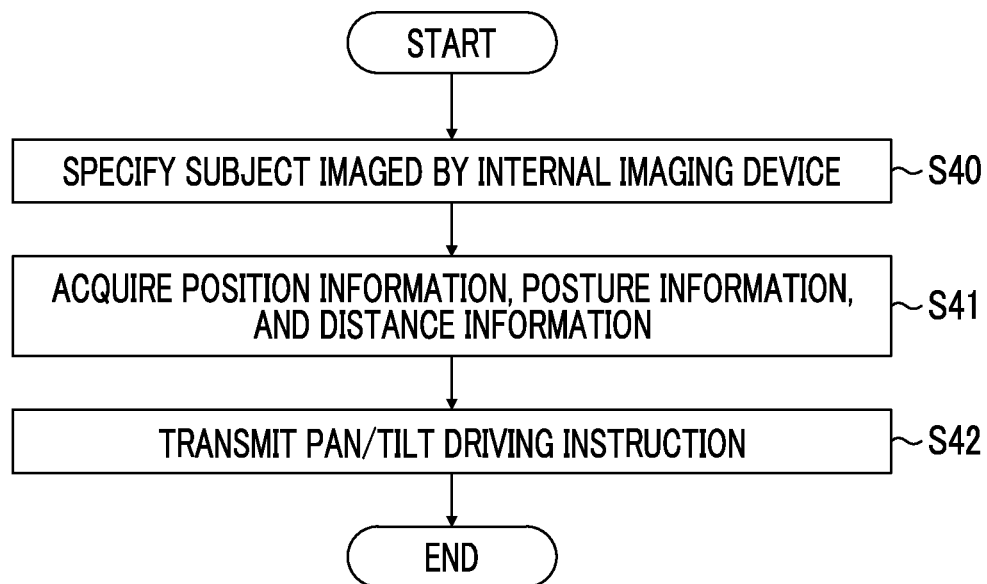 START
SPECIFY SUBJECT IMAGED BY INTERNAL IMAGING DEVICE
S40
ACQUIRE POSITION INFORMATION, POSTURE INFORMATION,
AND DISTANCE INFORMATION
S41
TRANSMIT PAN/TILT DRIVING INSTRUCTION
S42
END